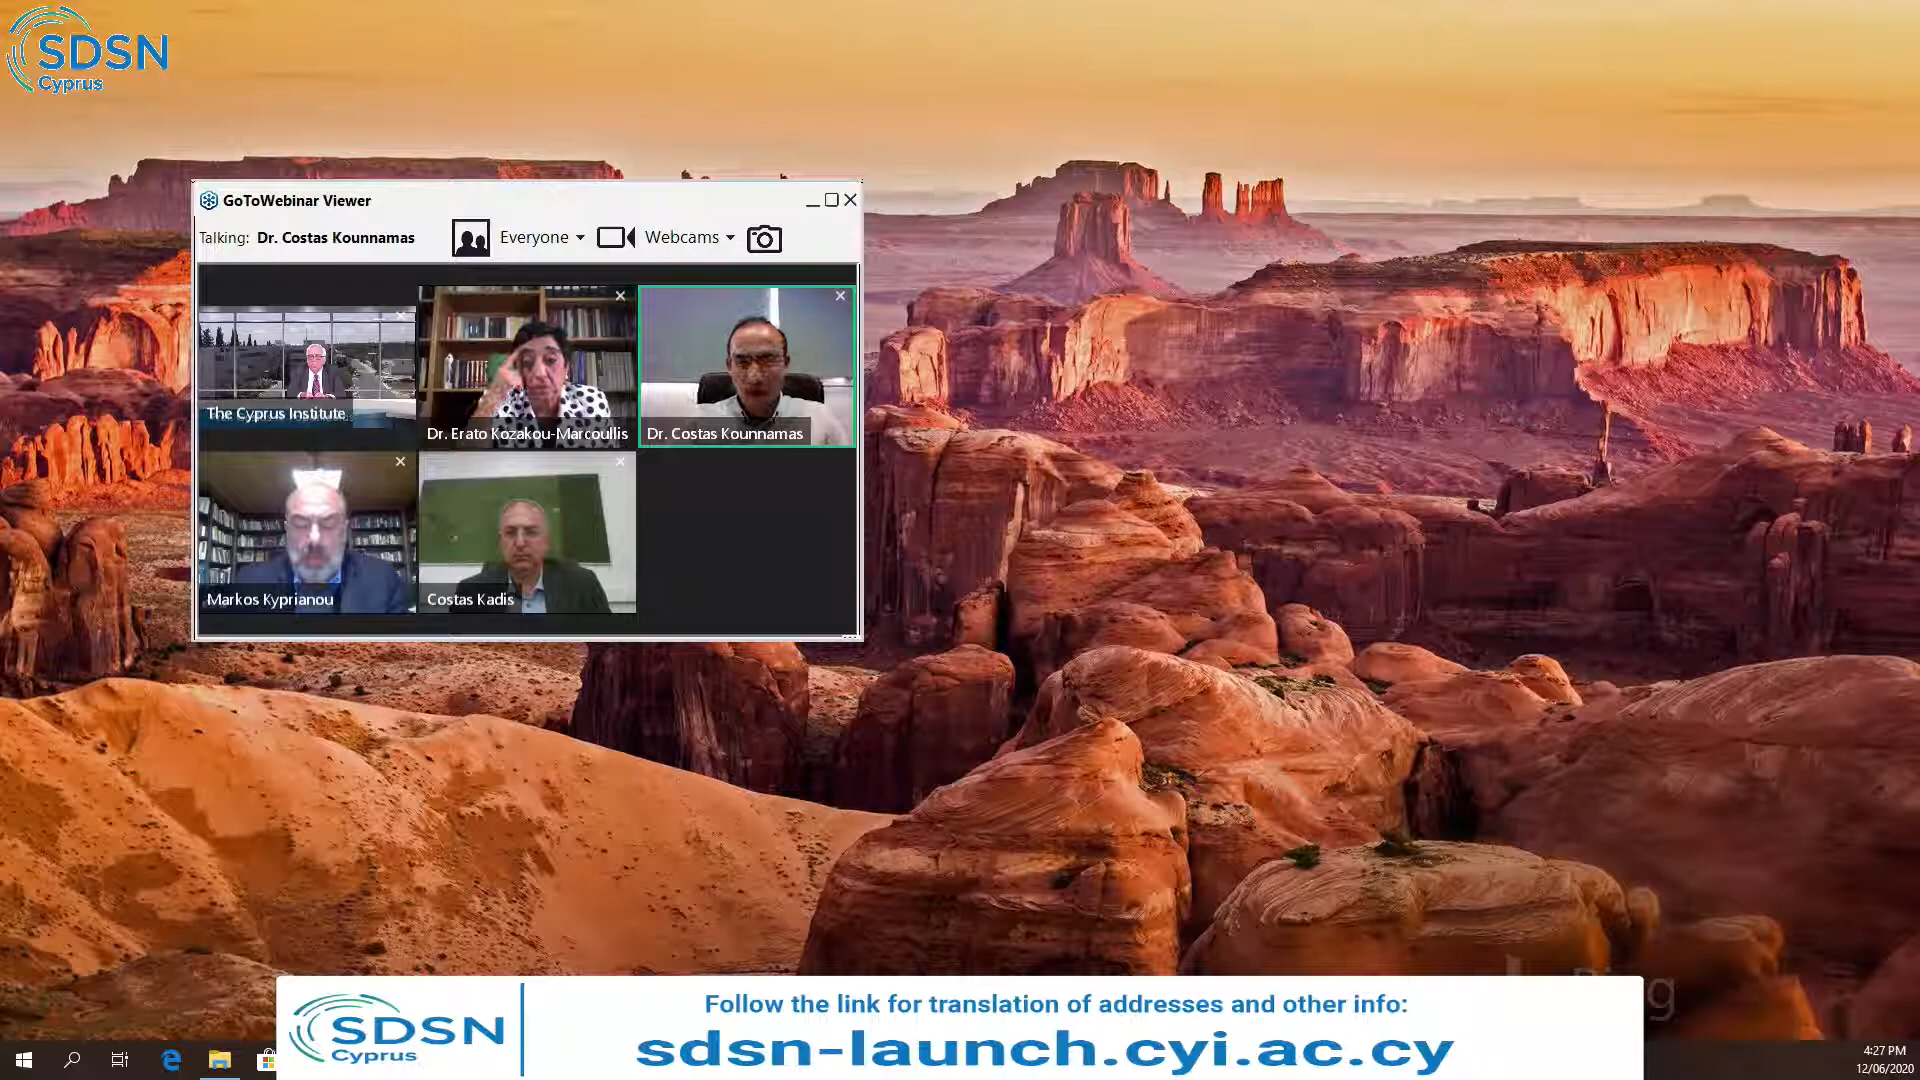 SDSN
Cyprus
GoToWebinar Viewer
Talking: Dr. Costas Kounnamas
Everyone
Webcams
The Cyprus Institute
Dr. Erato Kozakou-Marcoullis
Dr. Costas Kounnamas
Markos Kyprianou
Costas Kadis
SDSN
Cyprus
Follow the link for translation of addresses and other info:
sdsn-launch.cyi.ac.cy
4:27 PM
12/06/2020